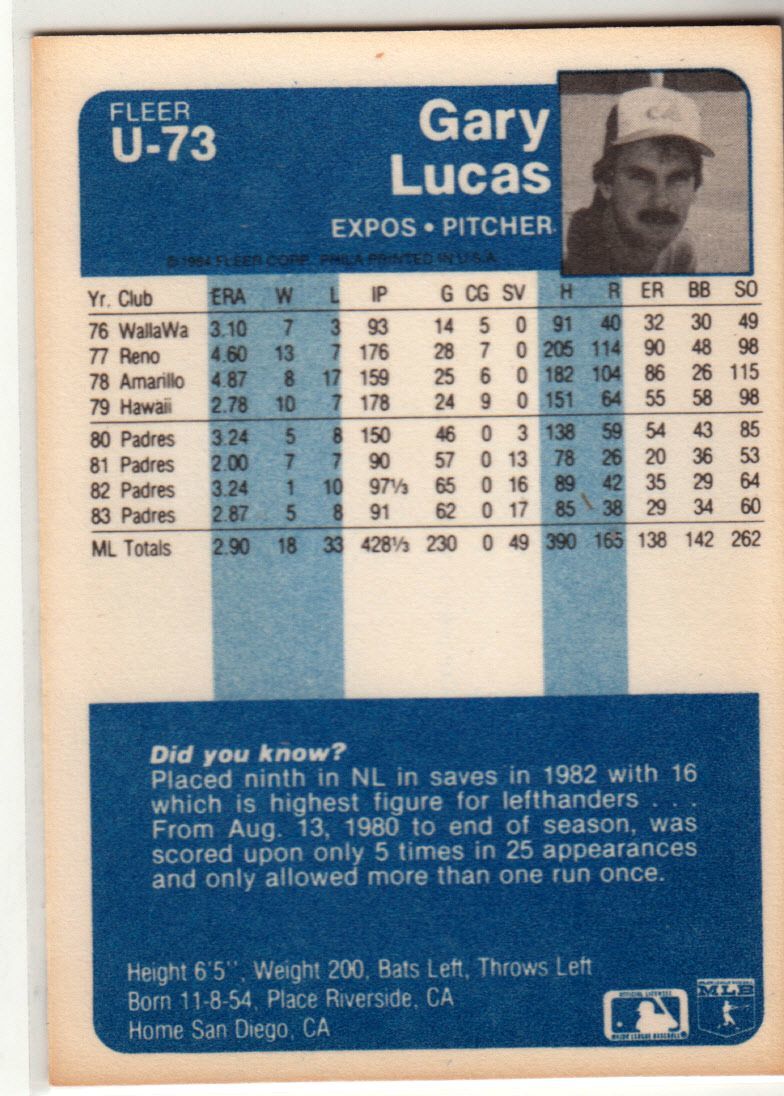 FLEER
U-73
Gary
Lucas
EXPOS • PITCHER
© 1984 FLEER CORP. PHILA PRINTED IN U.S.A.
Yr. Club ERA W L IP G CG SV H R ER BB SO
76 WallaWa 3.10 7 3 93 14 5 0 91 40 32 30 49
77 Reno 4.60 13 7 176 28 7 0 205 114 90 48 98
78 Amarillo 4.87 8 17 159 25 6 0 182 104 86 26 115
79 Hawaii 2.78 10 7 178 24 9 0 151 64 55 58 98
80 Padres 3.24 5 8 150 46 0 3 138 59 54 43 85
81 Padres 2.00 7 7 90 57 0 13 78 26 20 36 53
82 Padres 3.24 1 10 97⅓ 65 0 16 89 42 35 29 64
83 Padres 2.87 5 8 91 62 0 17 85 38 29 34 60
ML Totals 2.90 18 33 428⅓ 230 0 49 390 165 138 142 262
Did you know?
Placed ninth in NL in saves in 1982 with 16
which is highest figure for lefthanders . . .
From Aug. 13, 1980 to end of season, was
scored upon only 5 times in 25 appearances
and only allowed more than one run once.
Height 6'5'', Weight 200, Bats Left, Throws Left
Born 11-8-54, Place Riverside, CA
Home San Diego, CA
OFFICIAL LICENSEE
MAJOR LEAGUE BASEBALL
MLB